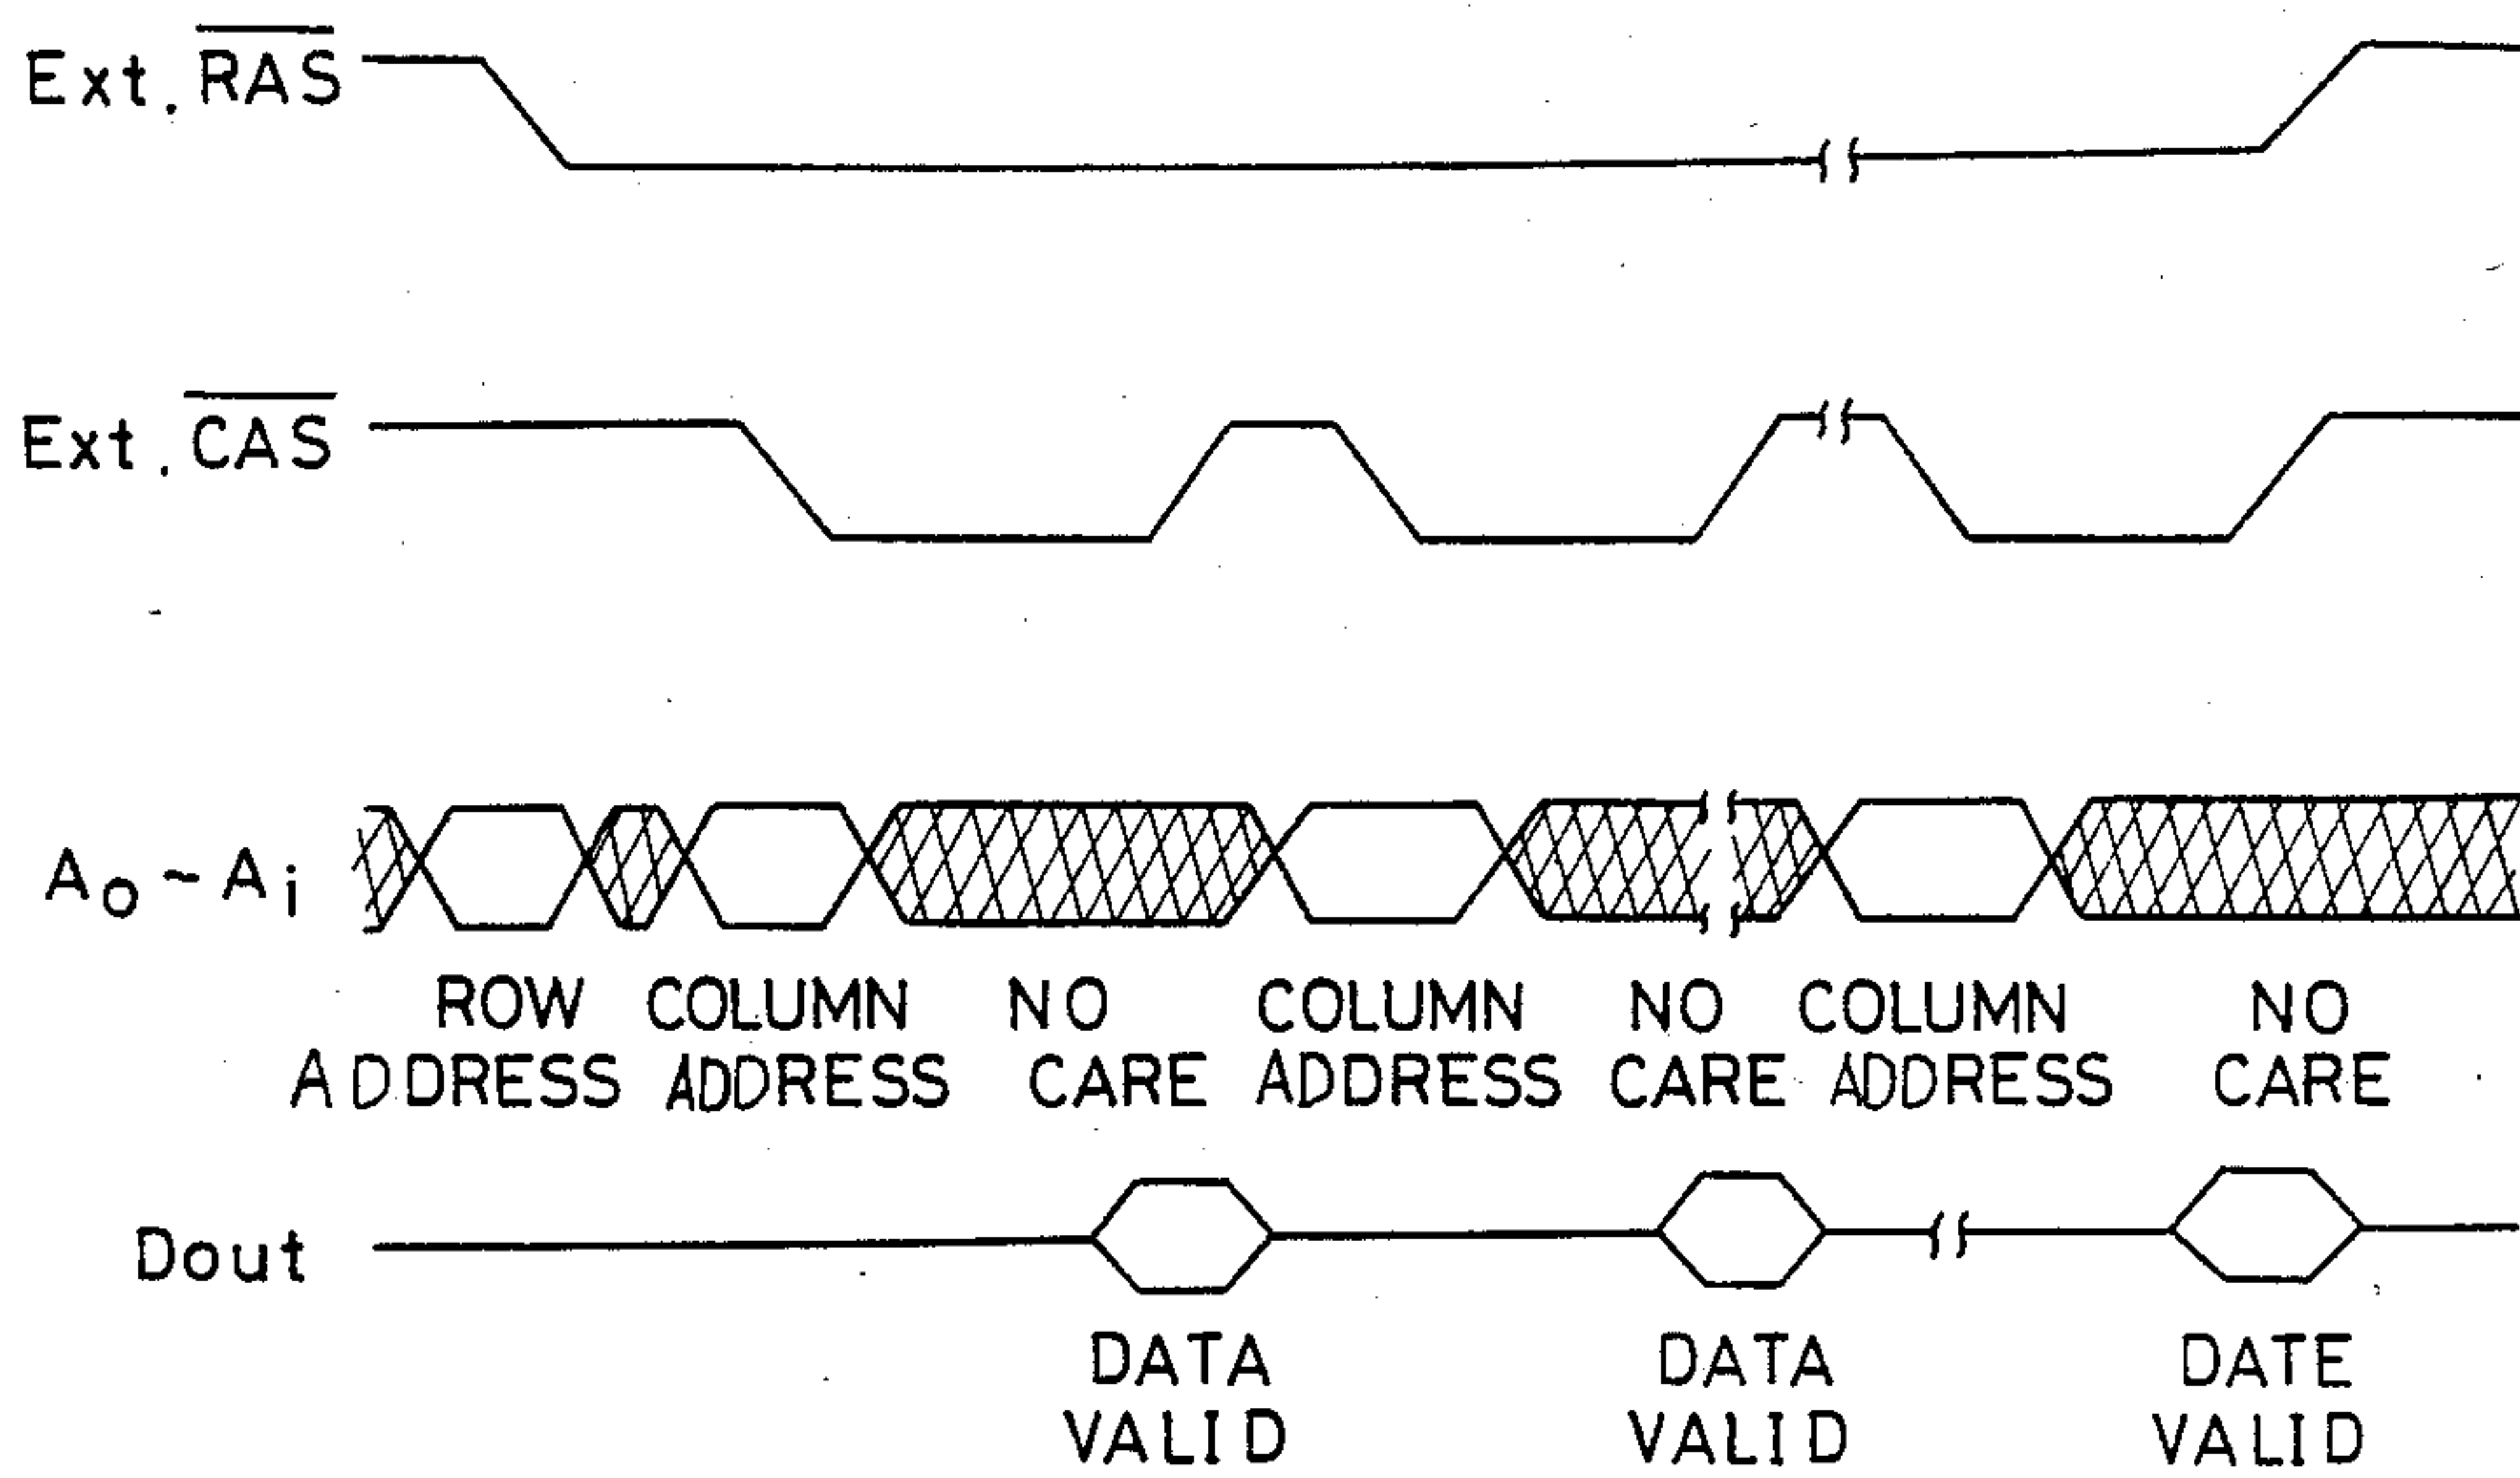 Ext. RAS
Ext. CAS
Ao ~ Ai
ROW COLUMN NO COLUMN NO COLUMN NO
ADDRESS ADDRESS CARE ADDRESS CARE ADDRESS CARE
Dout
DATA DATA DATE
VALID VALID VALID